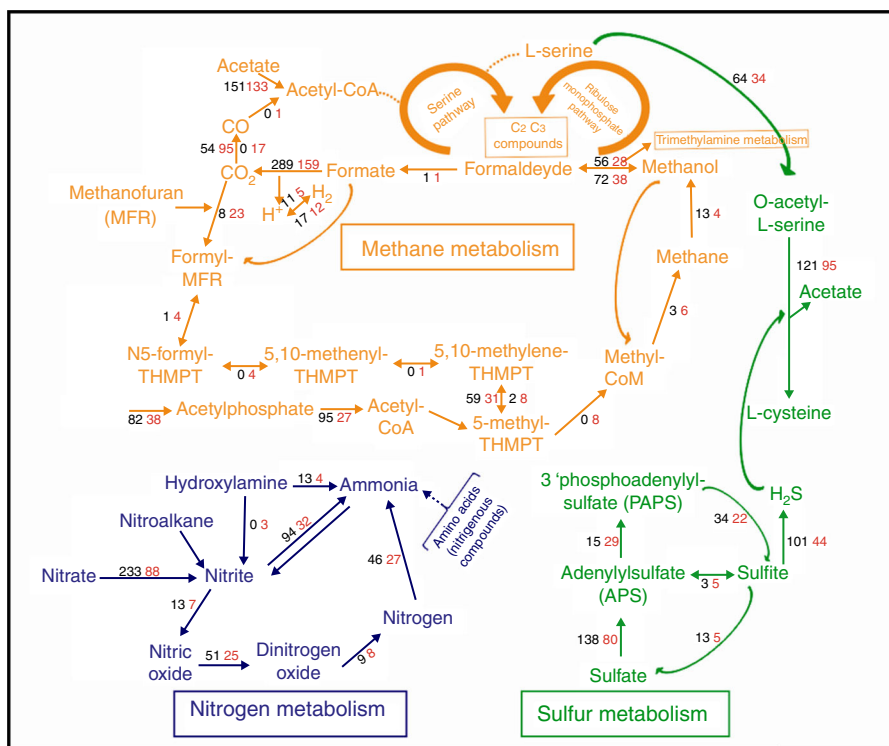 L-serine
Acetate
151 133
Acetyl-CoA
64 34
Serine
pathway
Ribulose
monophosphate
pathway
0 1
CO
C2 C3
compounds
54 95 0 17
Trimethylamine metabolism
289 159
Formate
Formaldeyde
56 28
Methanol
CO2
1 1
72 38
Methanofuran
(MFR)
11 5
H2
H+
17 12
8 23
13 4
O-acetyl-
L-serine
Methane metabolism
Formyl-
MFR
Methane
121 95
Acetate
1 4
3 6
N5-formyl-
THMPT
5,10-methenyl-
THMPT
5,10-methylene-
THMPT
Methyl-
CoM
0 4
0 1
59 31
2 8
L-cysteine
82 38
Acetylphosphate
95 27
Acetyl-
CoA
5-methyl-
THMPT
0 8
Hydroxylamine
13 4
Ammonia
3 'phosphoadenylyl-
sulfate (PAPS)
H2S
Nitroalkane
0 3
94 32
Amino acids
(nitrigenous
compounds)
34 22
15 29
101 44
46 27
Nitrate
233 88
Nitrite
Adenylylsulfate
(APS)
Sulfite
3 5
13 7
Nitrogen
138 80
13 5
Nitric
oxide
51 25
Dinitrogen
oxide
9 8
Sulfate
Nitrogen metabolism
Sulfur metabolism